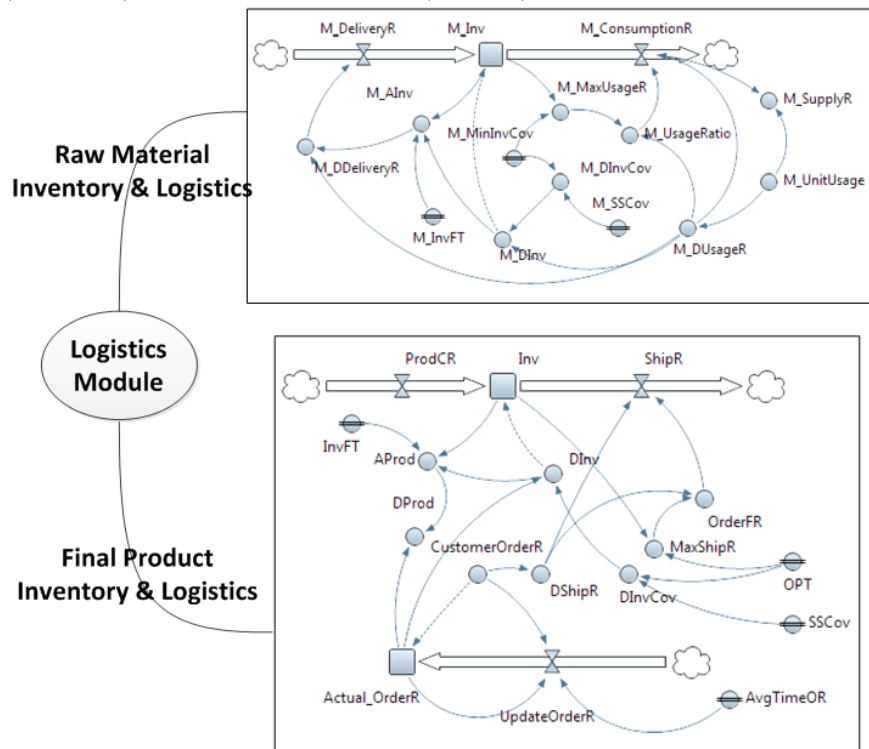 M_DeliveryR
M_Inv
M_ConsumptionR
M_AInv
M_MaxUsageR
M_SupplyR
M_MinInvCov
M_UsageRatio
M_DDeliveryR
M_DInvCov
M_UnitUsage
M_SSCov
M_InvFT
M_DInv
M_DUsageR
Raw Material
Inventory & Logistics
Logistics
Module
ProdCR
Inv
ShipR
InvFT
AProd
DInv
DProd
OrderFR
CustomerOrderR
MaxShipR
DShipR
DInvCov
OPT
SSCov
Actual_OrderR
UpdateOrderR
AvgTimeOR
Final Product
Inventory & Logistics